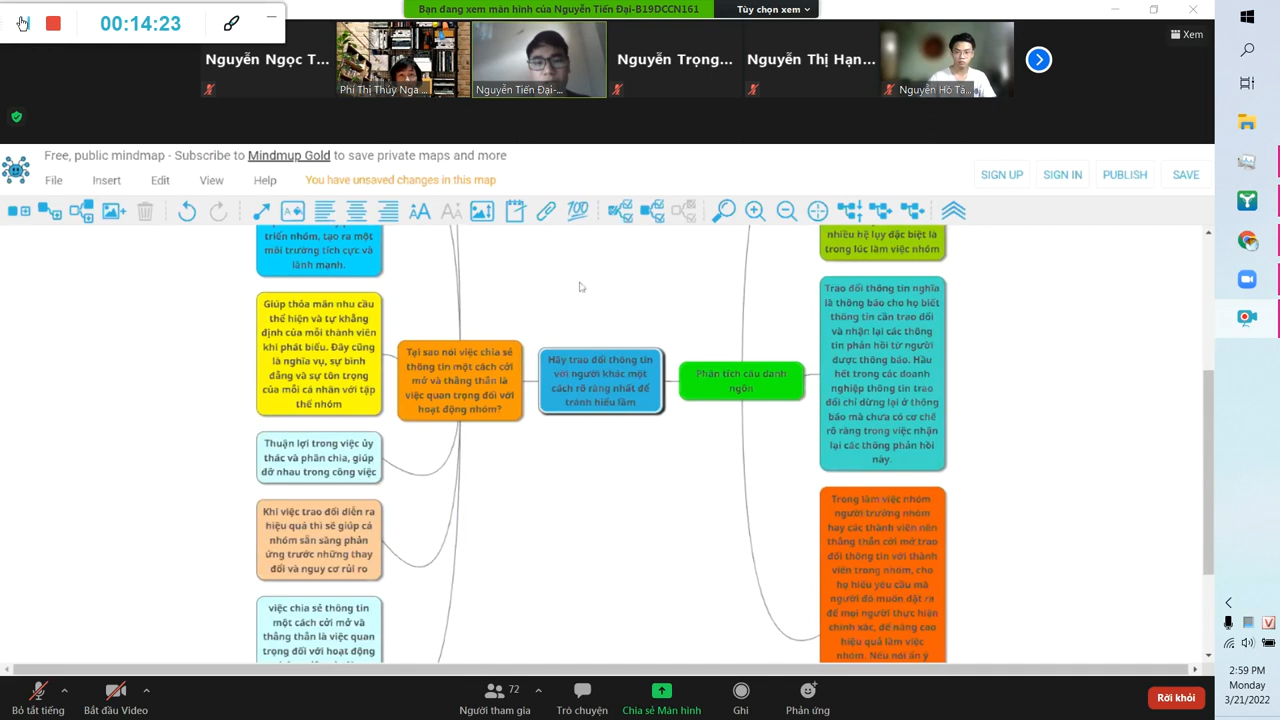 00:14:23
Bạn đang xem màn hình của Nguyễn Tiến Đại-B19DCCN161
Tùy chọn xem
Xem
Nguyễn Ngọc T...
Phí Thị Thúy Nga ...
Nguyễn Tiến Đại-...
Nguyễn Trọng...
Nguyễn Thị Hạn...
Nguyễn Hồ Tấ...
Free, public mindmap - Subscribe to Mindmup Gold to save private maps and more
File Insert Edit View Help You have unsaved changes in this map
SIGN UP SIGN IN PUBLISH SAVE
triển nhóm, tạo ra một
môi trường tích cực và
lành mạnh.
Giúp thỏa mãn nhu cầu
thể hiện và tự khẳng
định của mỗi thành viên
khi phát biểu. Đây cũng
là nghĩa vụ, sự bình
đẳng và sự tôn trọng
của mỗi cá nhân với tập
thể nhóm
Thuận lợi trong việc ủy
thác và phân chia, giúp
đỡ nhau trong công việc
Khi việc trao đổi diễn ra
hiệu quả thì sẽ giúp cả
nhóm sẵn sàng phản
ứng trước những thay
đổi và nguy cơ rủi ro
việc chia sẻ thông tin
một cách cởi mở và
thẳng thắn là việc quan
trọng đối với hoạt động
Tại sao nói việc chia sẻ
thông tin một cách cởi
mở và thẳng thắn là
việc quan trọng đối với
hoạt động nhóm?
Hãy trao đổi thông tin
với người khác một
cách rõ ràng nhất để
tránh hiểu lầm
Phân tích câu danh
ngôn
nhiều hệ lụy đặc biệt là
trong lúc làm việc nhóm
Trao đổi thông tin nghĩa
là thông báo cho họ biết
thông tin cần trao đổi
và nhận lại các thông
tin phản hồi từ người
được thông báo. Hầu
hết trong các doanh
nghiệp thông tin trao
đổi chỉ dừng lại ở thông
báo mà chưa có cơ chế
rõ ràng trong việc nhận
lại các thông phản hồi
này.
Trong làm việc nhóm
người trưởng nhóm
hay các thành viên nên
thẳng thắn cởi mở trao
đổi thông tin với thành
viên trong nhóm, cho
họ hiểu yêu cầu mà
người đó muốn đặt ra
để mọi người thực hiện
chính xác, để nâng cao
hiệu quả làm việc
nhóm. Nếu nói ẩn ý
Bỏ tắt tiếng
Bắt đầu Video
72
Người tham gia
Trò chuyện
Chia sẻ Màn hình
Ghi
Phản ứng
Rời khỏi
2:59 PM
Monday
3/21/2022